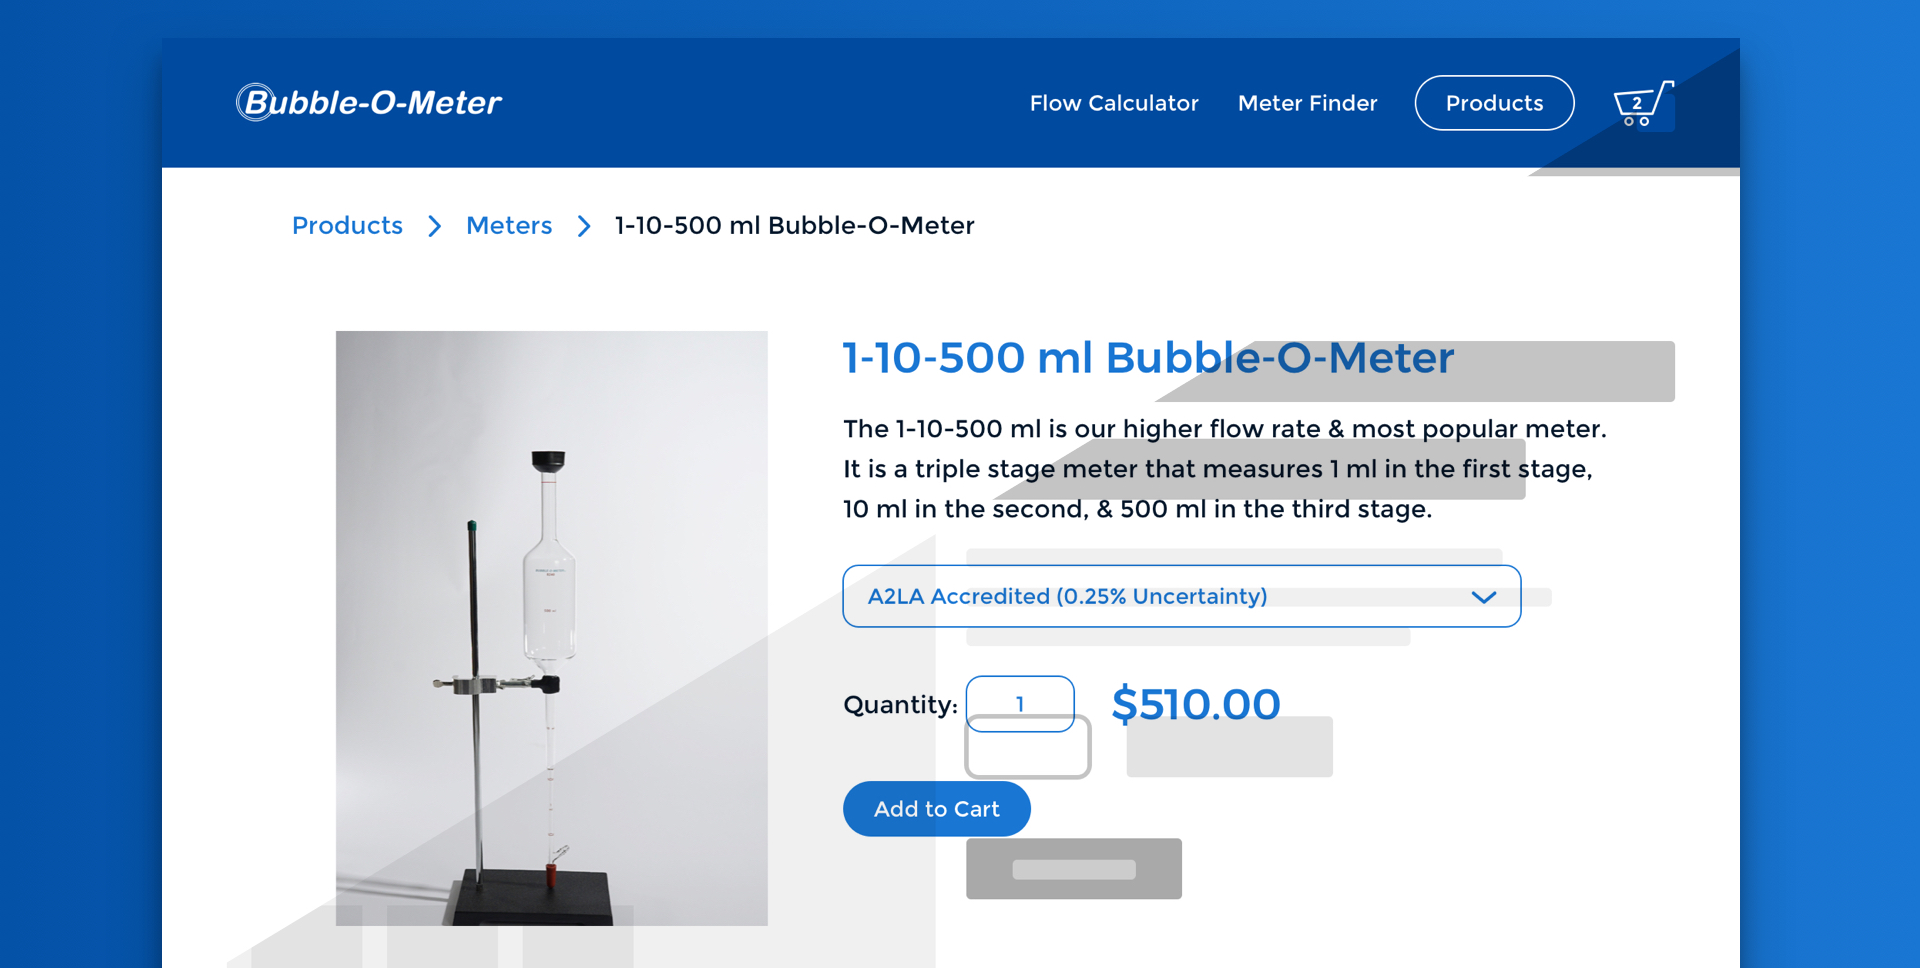 Bubble-O-Meter
Flow Calculator
Meter Finder
Products
2
Products
Meters
1-10-500 ml Bubble-O-Meter
1-10-500 ml Bubble-O-Meter
The 1-10-500 ml is our higher flow rate & most popular meter.
It is a triple stage meter that measures 1 ml in the first stage,
10 ml in the second, & 500 ml in the third stage.
A2LA Accredited (0.25% Uncertainty)
Quantity:
1
$510.00
Add to Cart